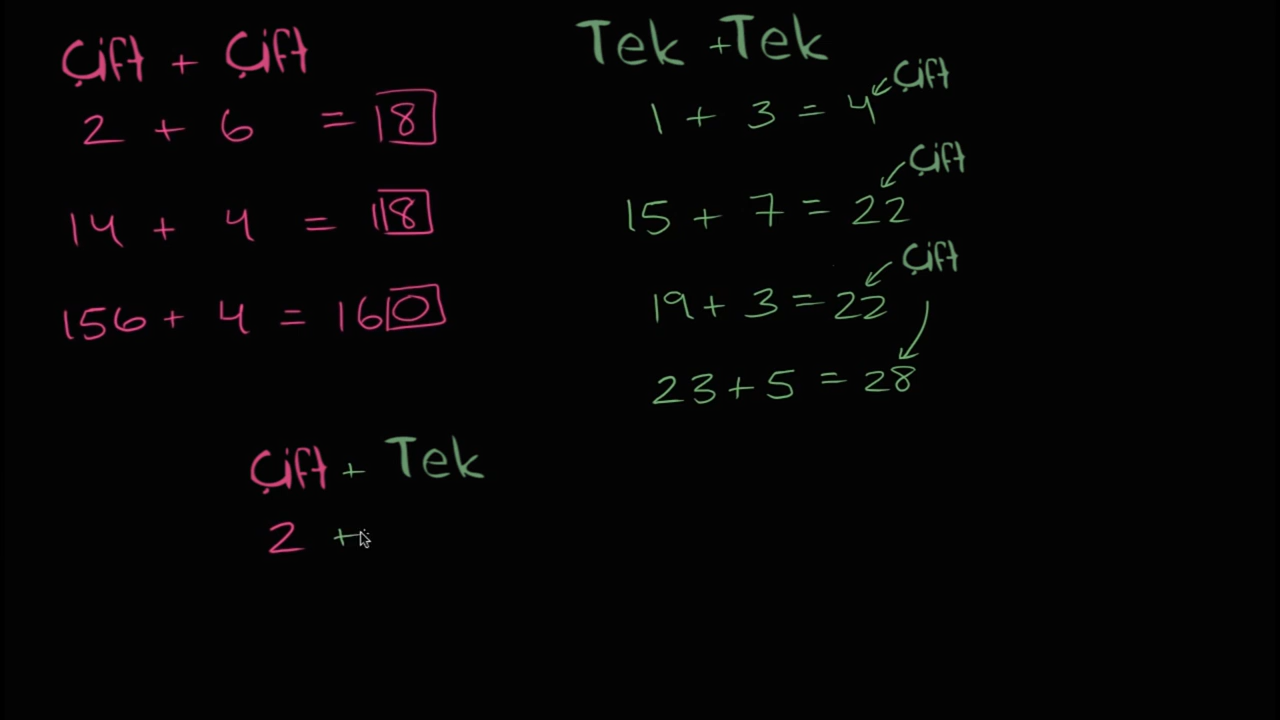 Çift + Çift
2 + 6 = 8
14 + 4 = 18
156 + 4 = 160
Tek + Tek
1 + 3 = 4 Çift
15 + 7 = 22 Çift
19 + 3 = 22 Çift
23 + 5 = 28
Çift + Tek
2 +